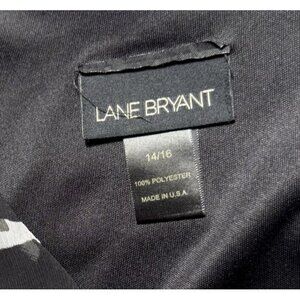 LANE BRYANT
14/16
100% POLYESTER
MADE IN U.S.A.